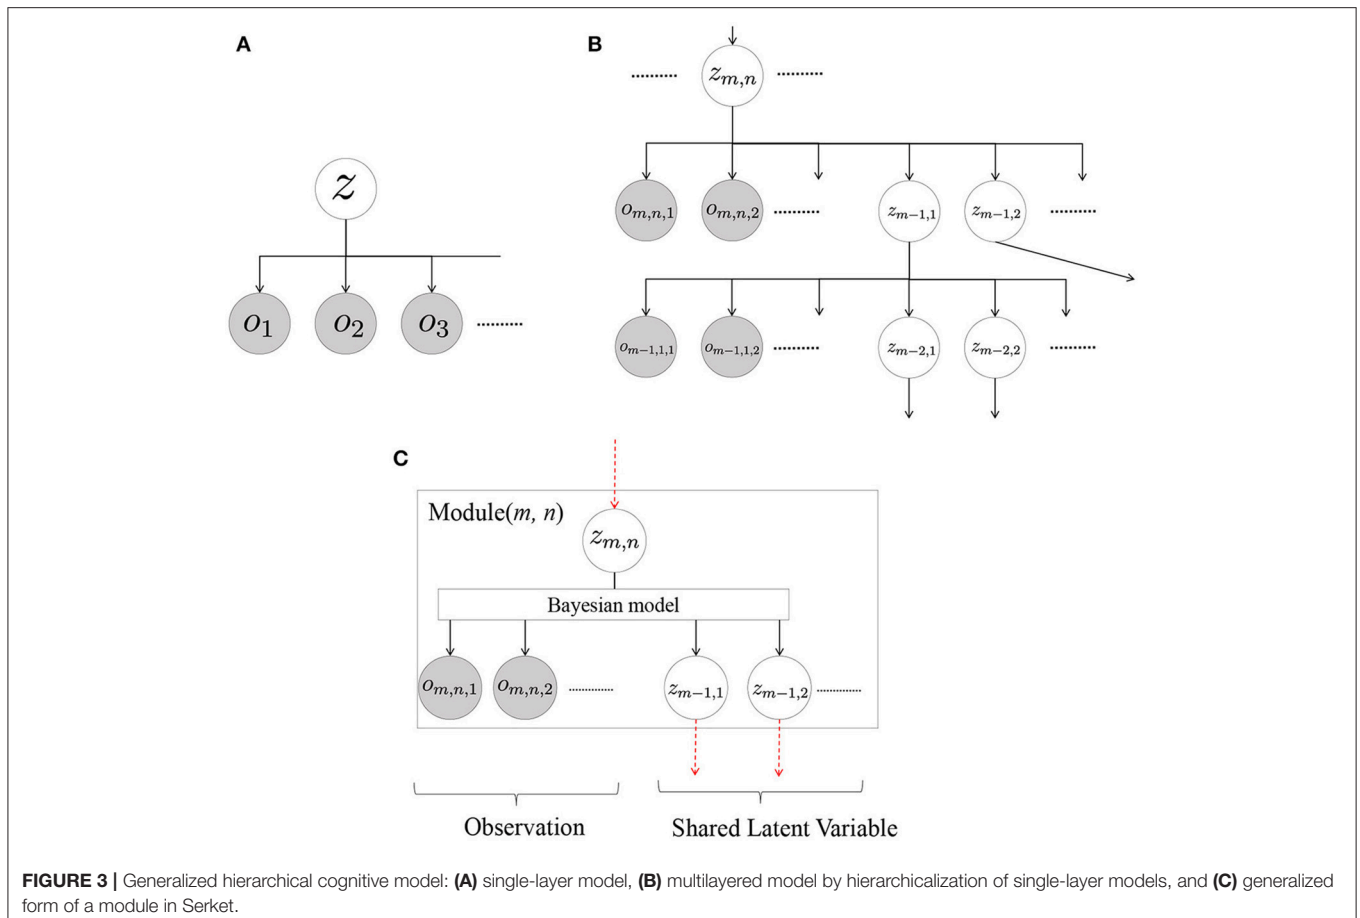 A
z
o1 o2 o3 ..........
B
.......... zm,n ..........
om,n,1 om,n,2 .......... zm−1,1 zm−1,2 ..........
om−1,1,1 om−1,1,2 .......... zm−2,1 zm−2,2 ..........
C
Module(m, n)
zm,n
Bayesian model
om,n,1 om,n,2 .......... zm−1,1 zm−1,2 ..........
Observation Shared Latent Variable
FIGURE 3 | Generalized hierarchical cognitive model: (A) single-layer model, (B) multilayered model by hierarchicalization of single-layer models, and (C) generalized
form of a module in Serket.